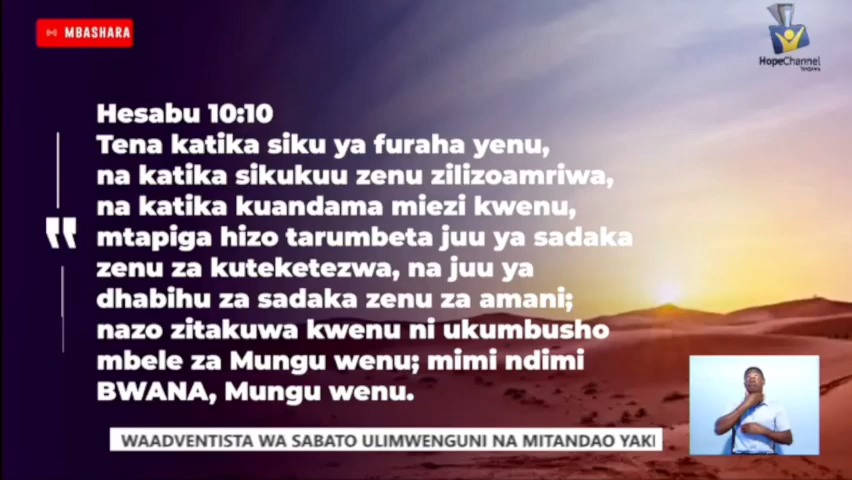 MBASHARA
HopeChannel
Hesabu 10:10
Tena katika siku ya furaha yenu,
na katika sikukuu zenu zilizoamriwa,
na katika kuandama miezi kwenu,
mtapiga hizo tarumbeta juu ya sadaka
zenu za kuteketezwa, na juu ya
dhabihu za sadaka zenu za amani;
nazo zitakuwa kwenu ni ukumbusho
mbele za Mungu wenu; mimi ndimi
BWANA, Mungu wenu.
WAADVENTISTA WA SABATO ULIMWENGUNI NA MITANDAO YAKI